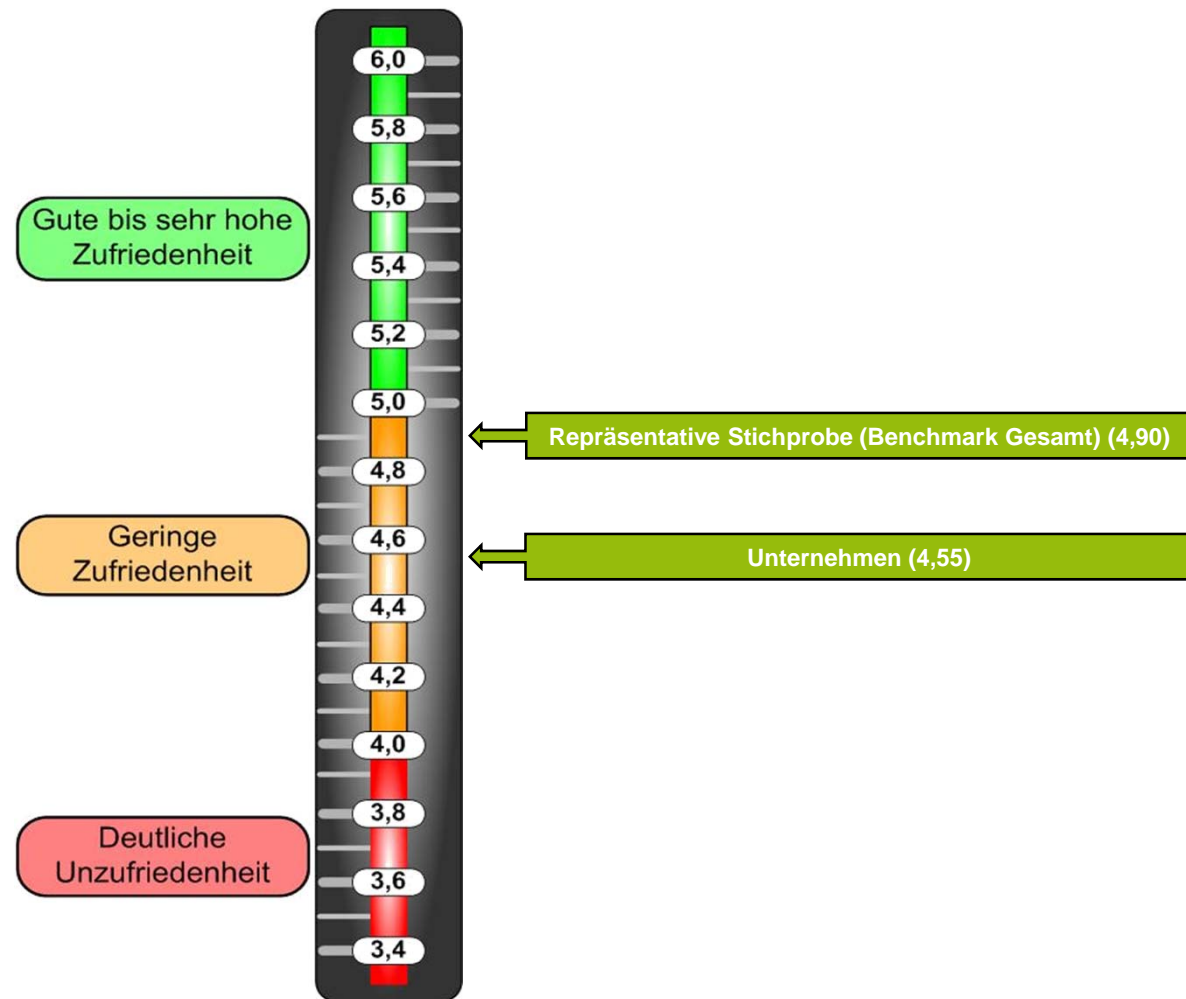 6,0
5,8
5,6
Gute bis sehr hohe
Zufriedenheit
5,4
5,2
5,0
Repräsentative Stichprobe (Benchmark Gesamt) (4,90)
4,8
4,6
Geringe
Zufriedenheit
Unternehmen (4,55)
4,4
4,2
4,0
3,8
Deutliche
Unzufriedenheit
3,6
3,4